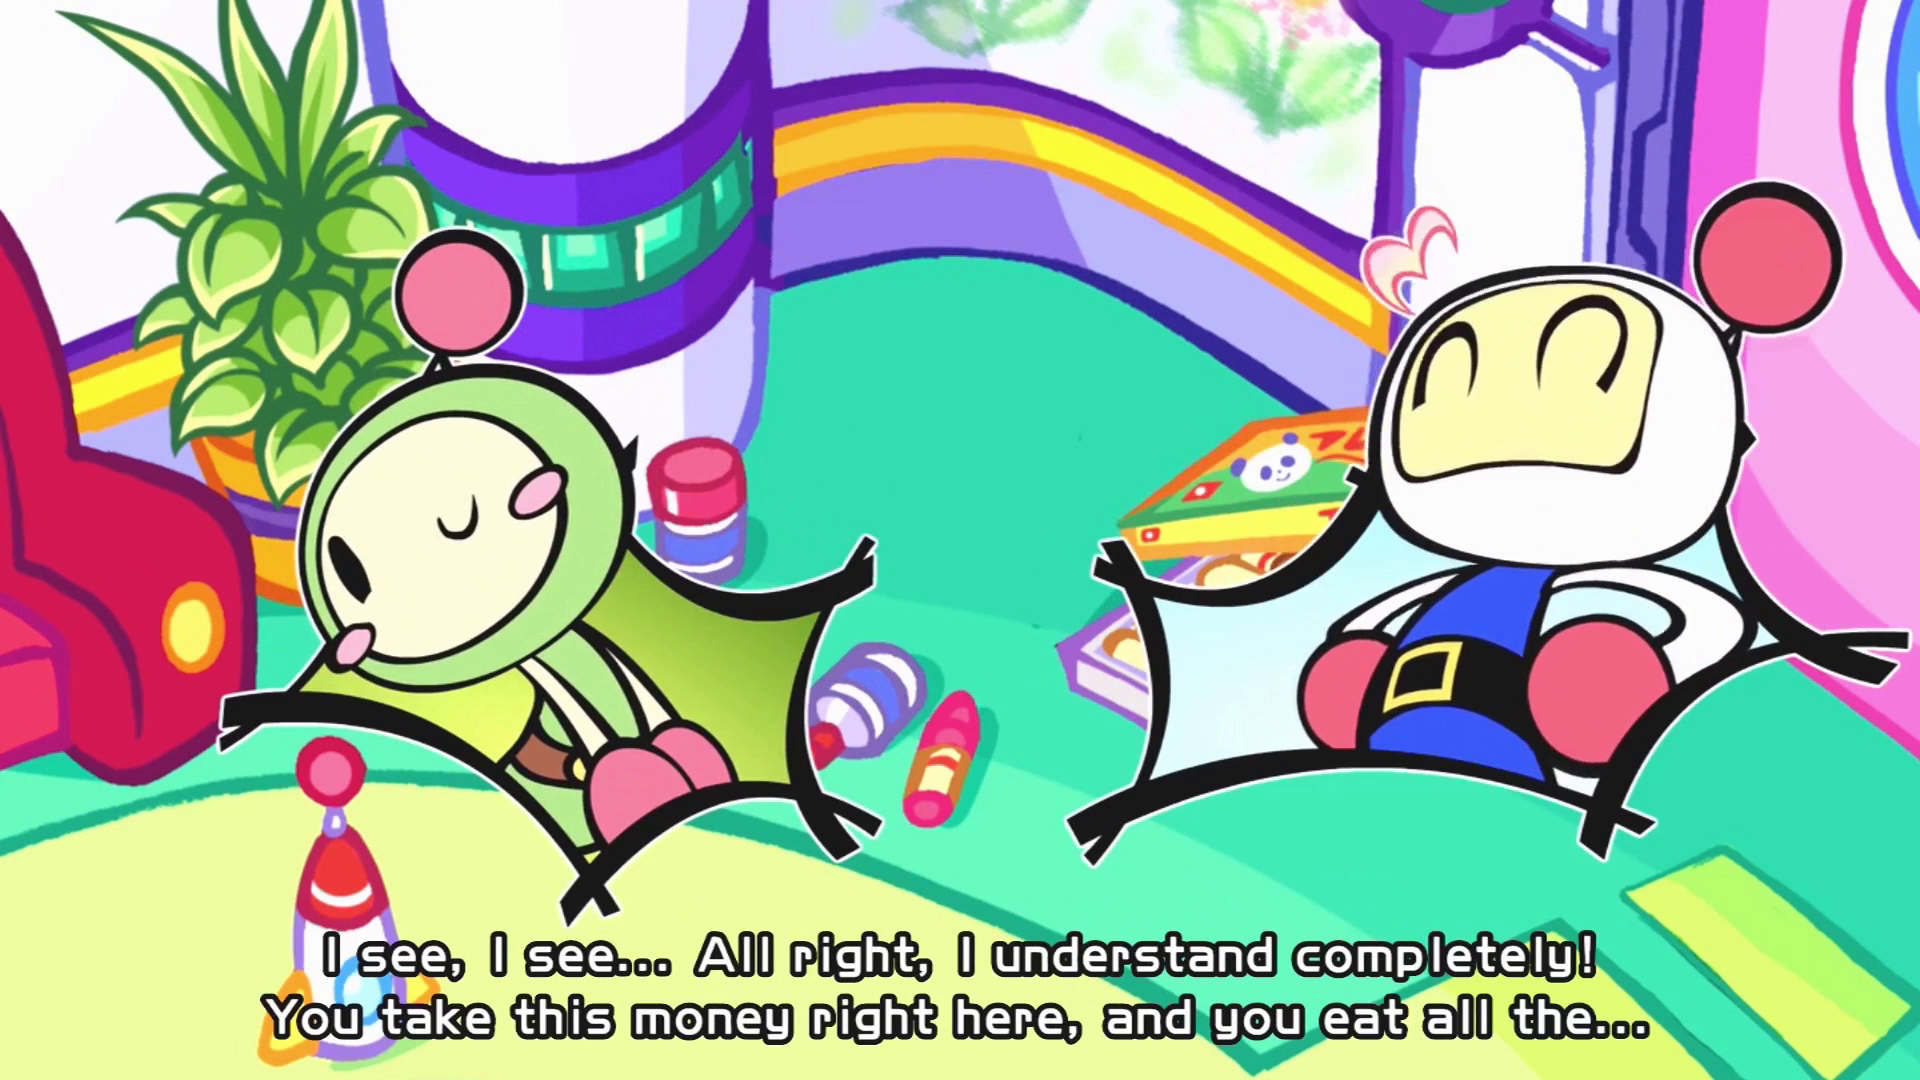 I see, I see... All right, I understand completely!
You take this money right here, and you eat all the...